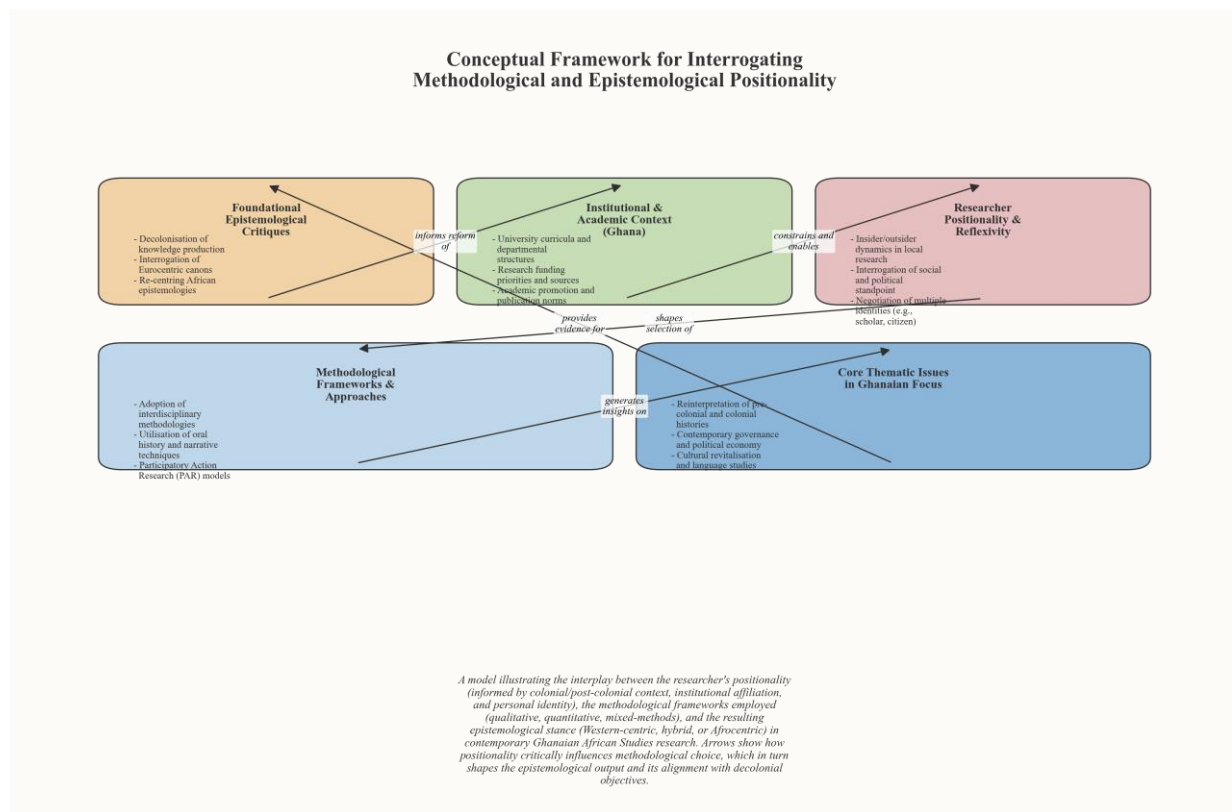 Conceptual Framework for Interrogating
Methodological and Epistemological Positionality
Foundational
Epistemological
Critiques
- Decolonisation of
knowledge production
- Interrogation of
Eurocentric canons
- Re-centring African
epistemologies
informs reform
of
Institutional &
Academic Context
(Ghana)
- University curricula and
departmental
structures
- Research funding
priorities and sources
- Academic promotion and
publication norms
constrains and
enables
Researcher
Positionality &
Reflexivity
- Insider/outsider
dynamics in local
research
- Interrogation of social
and political
standpoint
- Negotiation of multiple
identities (e.g.,
scholar, citizen)
provides
evidence for
shapes
selection of
Methodological
Frameworks &
Approaches
- Adoption of
interdisciplinary
methodologies
- Utilisation of oral
history and narrative
techniques
- Participatory Action
Research (PAR) models
generates
insights on
Core Thematic Issues
in Ghanaian Focus
- Reinterpretation of pre-
colonial and colonial
histories
- Contemporary governance
and political economy
- Cultural revitalisation
and language studies
A model illustrating the interplay between the researcher's positionality
(informed by colonial/post-colonial context, institutional affiliation,
and personal identity), the methodological frameworks employed
(qualitative, quantitative, mixed-methods), and the resulting
epistemological stance (Western-centric, hybrid, or Afrocentric) in
contemporary Ghanaian African Studies research. Arrows show how
positionality critically influences methodological choice, which in turn
shapes the epistemological output and its alignment with decolonial
objectives.